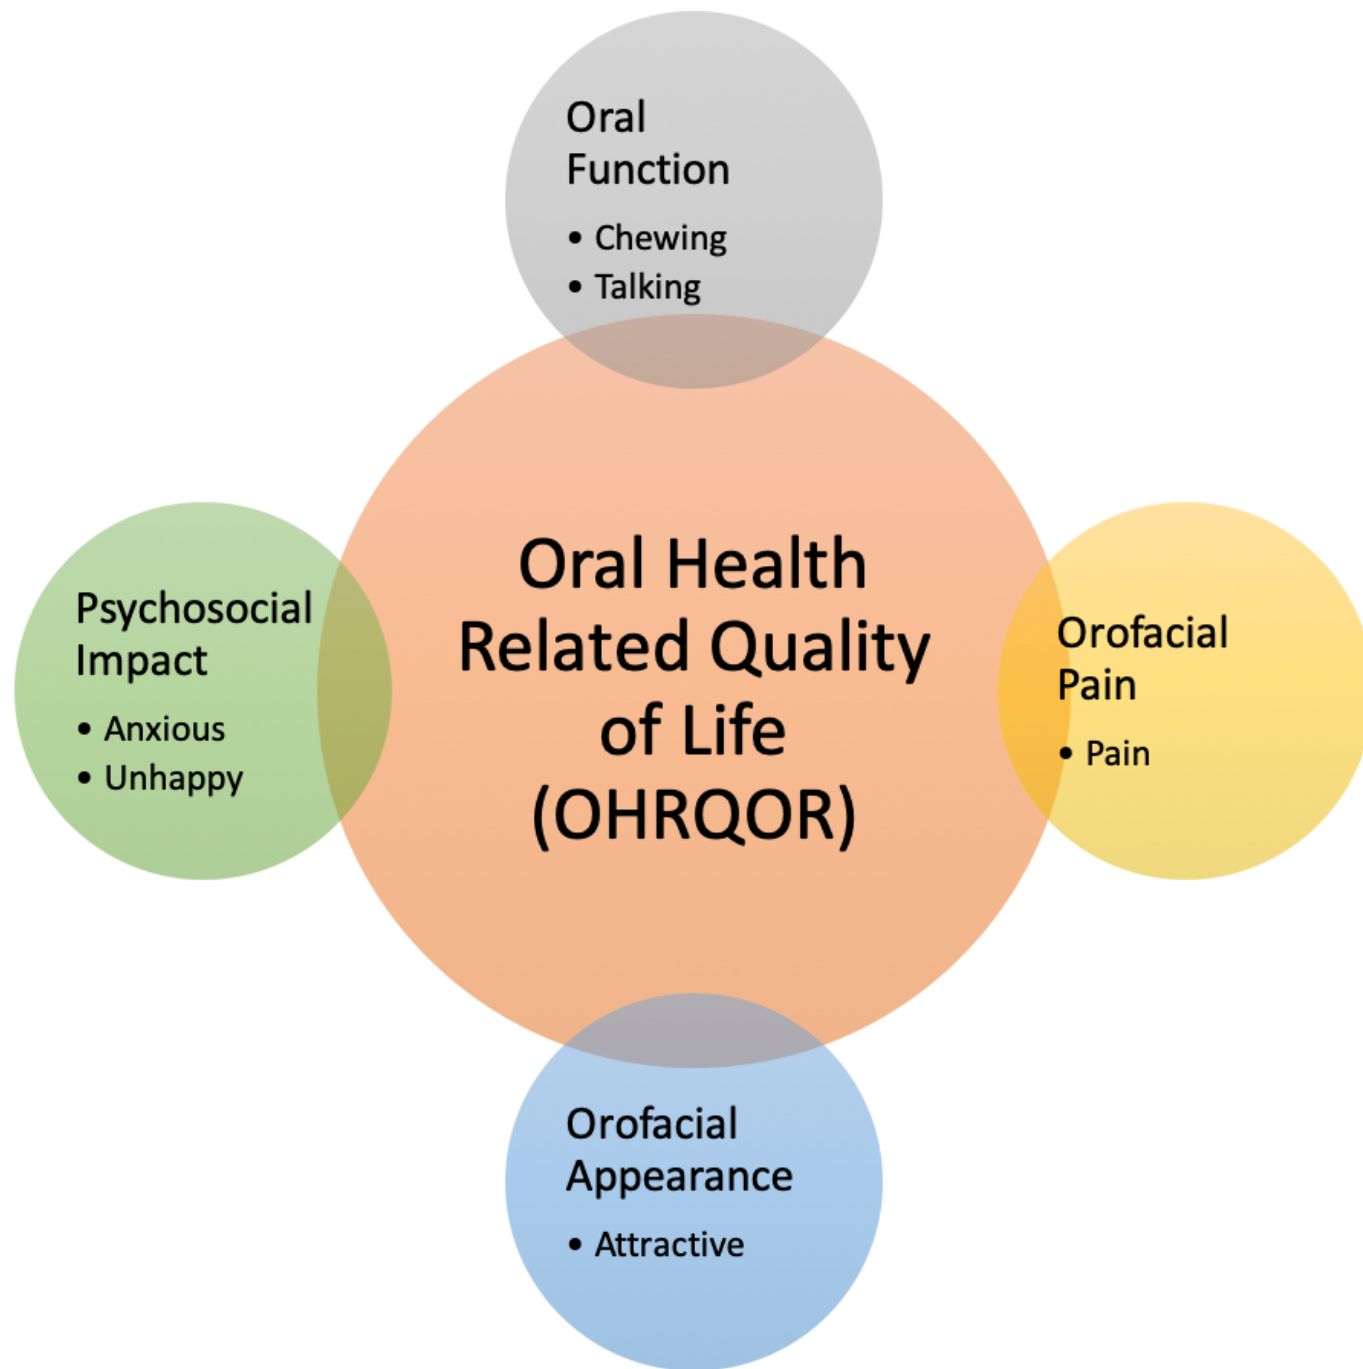 Oral
Function
• Chewing
• Talking
Oral Health
Related Quality
of Life
(OHRQOR)
Psychosocial
Impact
• Anxious
• Unhappy
Orofacial
Pain
• Pain
Orofacial
Appearance
• Attractive